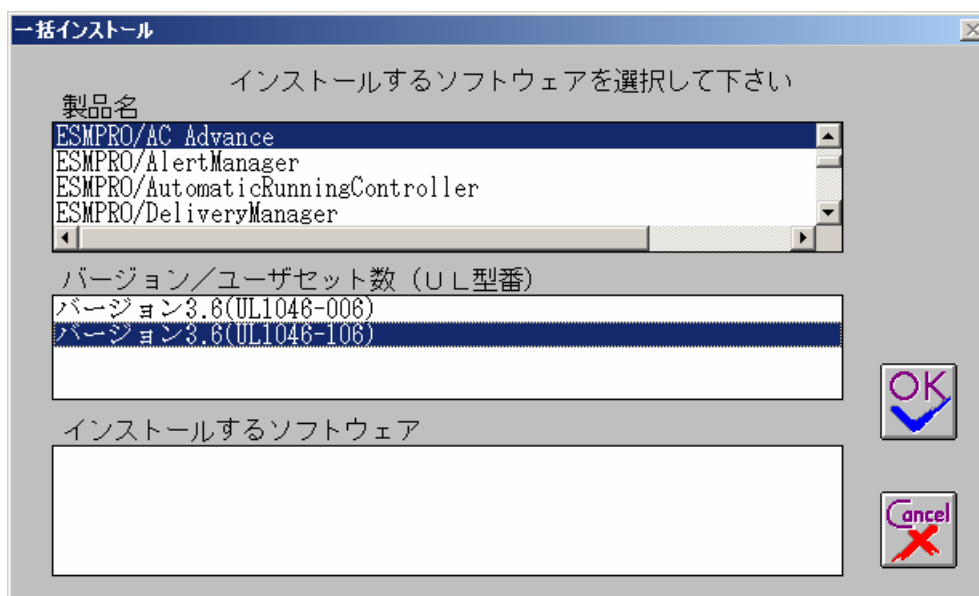 一括インストール
インストールするソフトウェアを選択して下さい
製品名
ESMPRO/AC Advance
ESMPRO/AlertManager
ESMPRO/AutomaticRunningController
ESMPRO/DeliveryManager
バージョン／ユーザセット数（ＵＬ型番）
バージョン3.6(UL1046-006)
バージョン3.6(UL1046-106)
OK
インストールするソフトウェア
Cancel